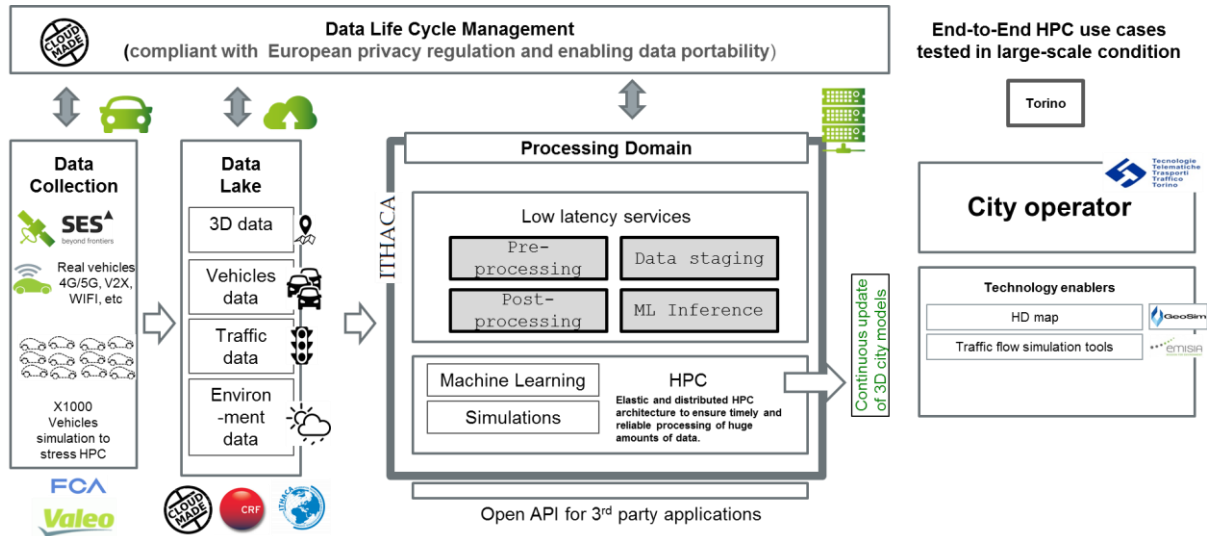 CLOUD
MADE
Data Life Cycle Management
(compliant with European privacy regulation and enabling data portability)
End-to-End HPC use cases
tested in large-scale condition
Torino
Data
Collection
SES
beyond frontiers
Real vehicles
4G/5G, V2X,
WIFI, etc
X1000
Vehicles
simulation to
stress HPC
FCA
Valeo
Data
Lake
3D data
Vehicles
data
Traffic
data
Environ
-ment
data
CLOUD
MADE
CRF
ITHACA
ITHACA
Processing Domain
Low latency services
Pre-
processing
Data staging
Post-
processing
ML Inference
Machine Learning
Simulations
HPC
Elastic and distributed HPC
architecture to ensure timely and
reliable processing of huge
amounts of data.
Open API for 3rd party applications
Continuous update
of 3D city models
Tecnologie
Telematiche
Trasporti
Traffico
Torino
City operator
Technology enablers
HD map
GeoSim
Traffic flow simulation tools
emisia